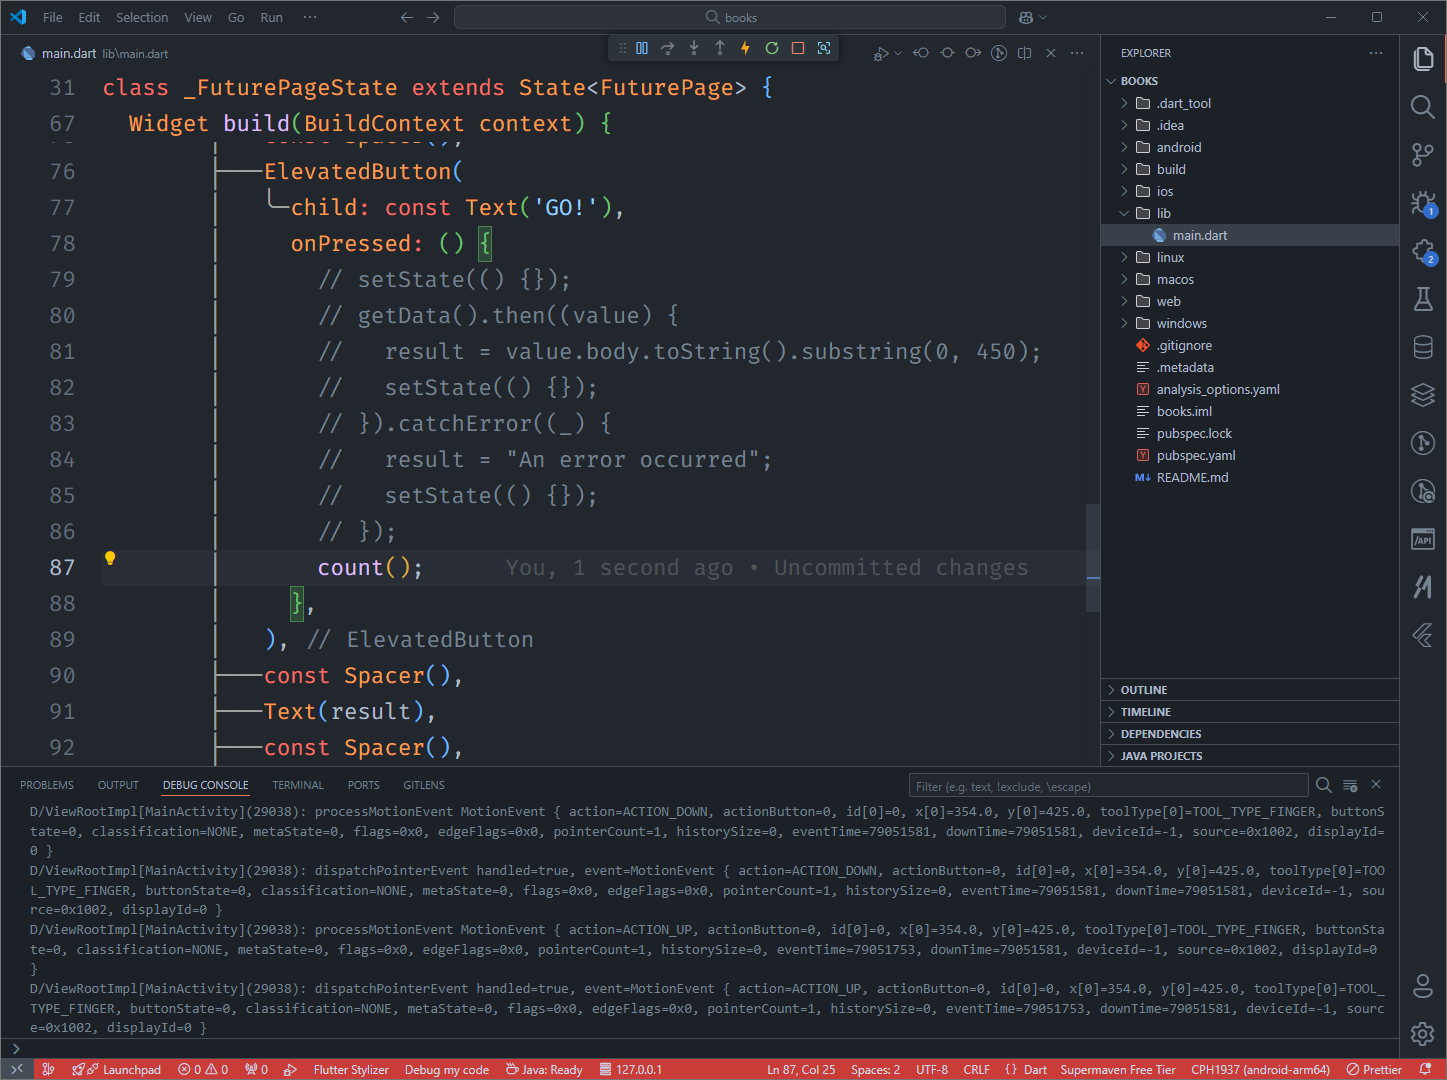 File Edit Selection View Go Run ··· books
main.dart lib\main.dart
31 class _FuturePageState extends State<FuturePage> {
67 Widget build(BuildContext context) {
76 ElevatedButton(
77 child: const Text('GO!'),
78 onPressed: () {
79 // setState(() {});
80 // getData().then((value) {
81 //   result = value.body.toString().substring(0, 450);
82 //   setState(() {});
83 // }).catchError((_) {
84 //   result = "An error occurred";
85 //   setState(() {});
86 // });
87 count(); You, 1 second ago • Uncommitted changes
88 },
89 ), // ElevatedButton
90 const Spacer(),
91 Text(result),
92 const Spacer(),
EXPLORER
BOOKS
.dart_tool
.idea
android
build
ios
lib
main.dart
linux
macos
web
windows
.gitignore
.metadata
analysis_options.yaml
books.iml
pubspec.lock
pubspec.yaml
README.md
OUTLINE
TIMELINE
DEPENDENCIES
JAVA PROJECTS
1
2
/API
PROBLEMS OUTPUT DEBUG CONSOLE TERMINAL PORTS GITLENS Filter (e.g. text, !exclude, \escape)
D/ViewRootImpl[MainActivity](29038): processMotionEvent MotionEvent { action=ACTION_DOWN, actionButton=0, id[0]=0, x[0]=354.0, y[0]=425.0, toolType[0]=TOOL_TYPE_FINGER, buttonS
tate=0, classification=NONE, metaState=0, flags=0x0, edgeFlags=0x0, pointerCount=1, historySize=0, eventTime=79051581, downTime=79051581, deviceId=-1, source=0x1002, displayId=
0 }
D/ViewRootImpl[MainActivity](29038): dispatchPointerEvent handled=true, event=MotionEvent { action=ACTION_DOWN, actionButton=0, id[0]=0, x[0]=354.0, y[0]=425.0, toolType[0]=TOO
L_TYPE_FINGER, buttonState=0, classification=NONE, metaState=0, flags=0x0, edgeFlags=0x0, pointerCount=1, historySize=0, eventTime=79051581, downTime=79051581, deviceId=-1, sou
rce=0x1002, displayId=0 }
D/ViewRootImpl[MainActivity](29038): processMotionEvent MotionEvent { action=ACTION_UP, actionButton=0, id[0]=0, x[0]=354.0, y[0]=425.0, toolType[0]=TOOL_TYPE_FINGER, buttonSta
te=0, classification=NONE, metaState=0, flags=0x0, edgeFlags=0x0, pointerCount=1, historySize=0, eventTime=79051753, downTime=79051581, deviceId=-1, source=0x1002, displayId=0
}
D/ViewRootImpl[MainActivity](29038): dispatchPointerEvent handled=true, event=MotionEvent { action=ACTION_UP, actionButton=0, id[0]=0, x[0]=354.0, y[0]=425.0, toolType[0]=TOOL_
TYPE_FINGER, buttonState=0, classification=NONE, metaState=0, flags=0x0, edgeFlags=0x0, pointerCount=1, historySize=0, eventTime=79051753, downTime=79051581, deviceId=-1, sourc
e=0x1002, displayId=0 }
Launchpad 0 0 0 Flutter Stylizer Debug my code Java: Ready 127.0.0.1 Ln 87, Col 25 Spaces: 2 UTF-8 CRLF {} Dart Supermaven Free Tier CPH1937 (android-arm64) Prettier